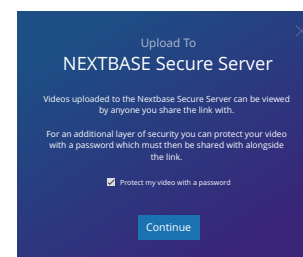 Upload To
NEXTBASE Secure Server
Videos uploaded to the Nextbase Secure Server can be viewed
by anyone you share the link with.
For an additional layer of security you can protect your video
with a password which must then be shared with alongside
the link.
Protect my video with a password
Continue